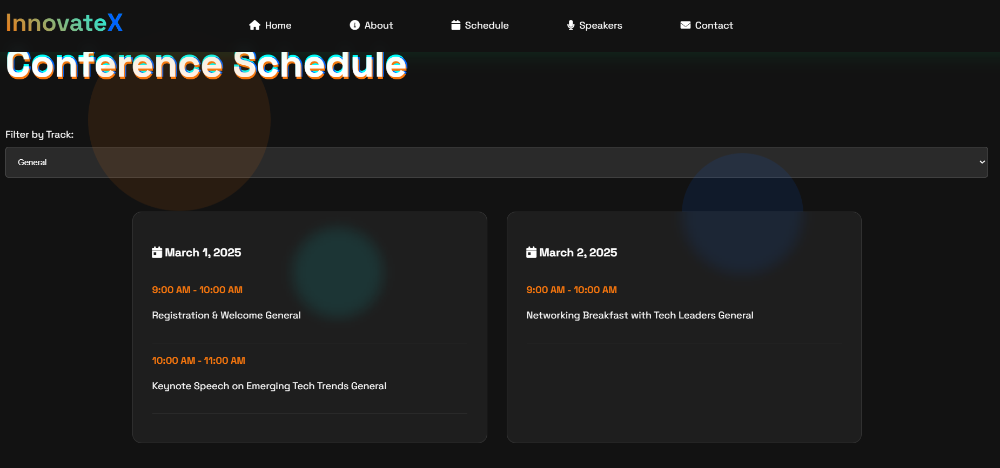 InnovateX
Home About Schedule Speakers Contact
Conference Schedule
Filter by Track:
General
March 1, 2025
9:00 AM - 10:00 AM
Registration & Welcome General
10:00 AM - 11:00 AM
Keynote Speech on Emerging Tech Trends General
March 2, 2025
9:00 AM - 10:00 AM
Networking Breakfast with Tech Leaders General